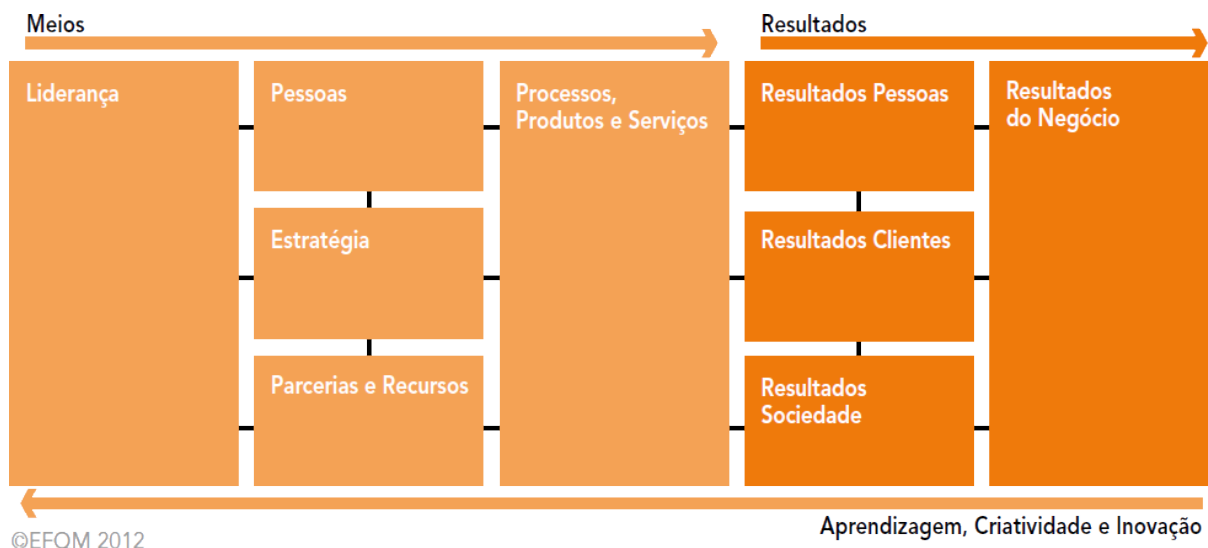 Meios
Resultados
Liderança
Pessoas
Processos,
Produtos e Serviços
Resultados Pessoas
Resultados
do Negócio
Estratégia
Resultados Clientes
Parcerias e Recursos
Resultados
Sociedade
Aprendizagem, Criatividade e Inovação
©EFQM 2012